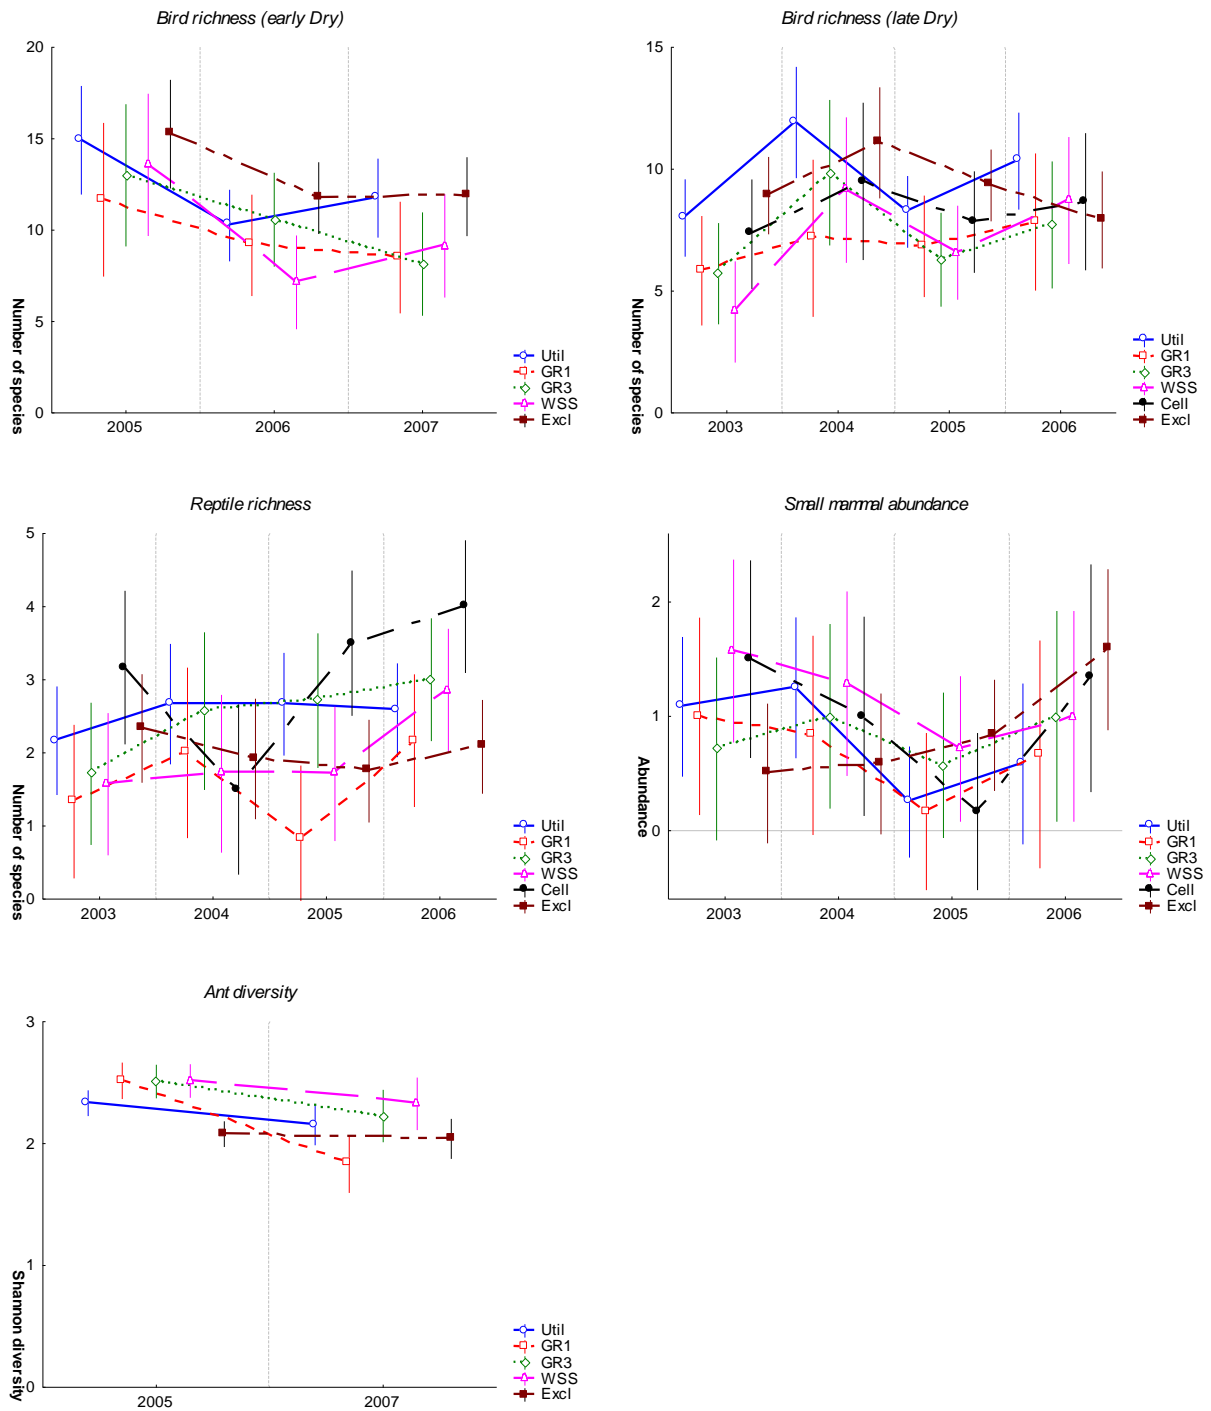 Bird richness (early Dry)
20
15
10
5
0
Number of species
2005
2006
2007
Util
GR1
GR3
WSS
Excl
Bird richness (late Dry)
15
10
5
0
Number of species
2003
2004
2005
2006
Util
GR1
GR3
WSS
Cell
Excl
Reptile richness
5
4
3
2
1
0
Number of species
2003
2004
2005
2006
Util
GR1
GR3
WSS
Cell
Excl
Small mammal abundance
2
1
0
Abundance
2003
2004
2005
2006
Util
GR1
GR3
WSS
Cell
Excl
Ant diversity
3
2
1
0
Shannon diversity
2005
2007
Util
GR1
GR3
WSS
Excl